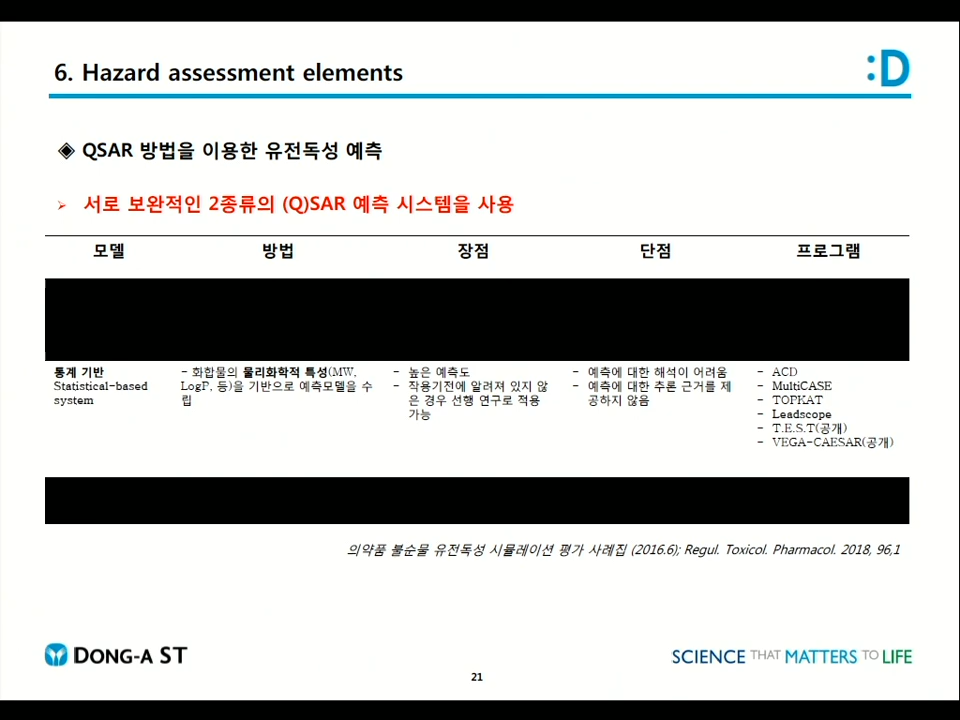 6. Hazard assessment elements
:D
◈ QSAR 방법을 이용한 유전독성 예측
➢ 서로 보완적인 2종류의 (Q)SAR 예측 시스템을 사용
모델 방법 장점 단점 프로그램
통계 기반
Statistical-based
system
- 화합물의 물리화학적 특성(MW,
LogP, 등)을 기반으로 예측모델을 수
립
- 높은 예측도
- 작용기전에 알려져 있지 않
은 경우 선행 연구로 적용
가능
- 예측에 대한 해석이 어려움
- 예측에 대한 추론 근거를 제
공하지 않음
- ACD
- MultiCASE
- TOPKAT
- Leadscope
- T.E.S.T(공개)
- VEGA-CAESAR(공개)
의약품 불순물 유전독성 시뮬레이션 평가 사례집 (2016.6); Regul. Toxicol. Pharmacol. 2018, 96,1
DONG-A ST
SCIENCE THAT MATTERS TO LIFE
21